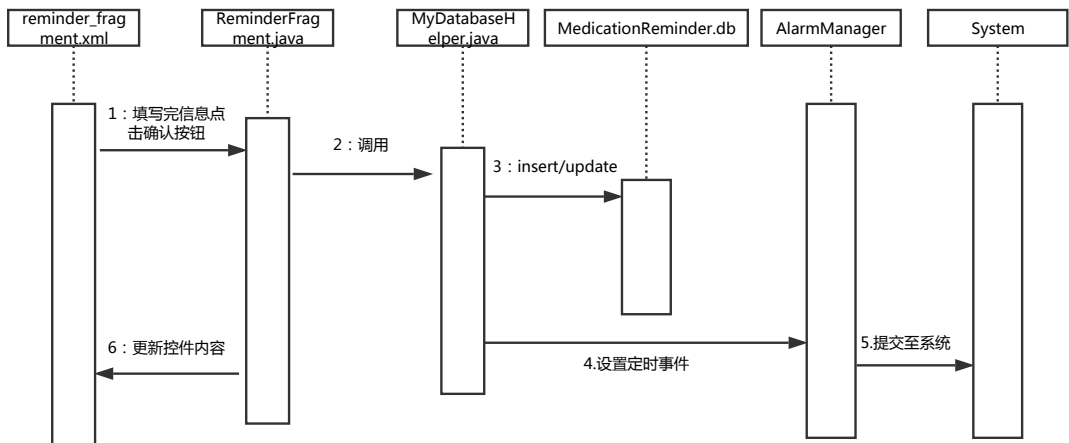 reminder_frag
ment.xml
ReminderFrag
ment.java
MyDatabaseH
elper.java
MedicationReminder.db
AlarmManager
System
1：填写完信息点
击确认按钮
2：调用
3：insert/update
4.设置定时事件
5.提交至系统
6：更新控件内容